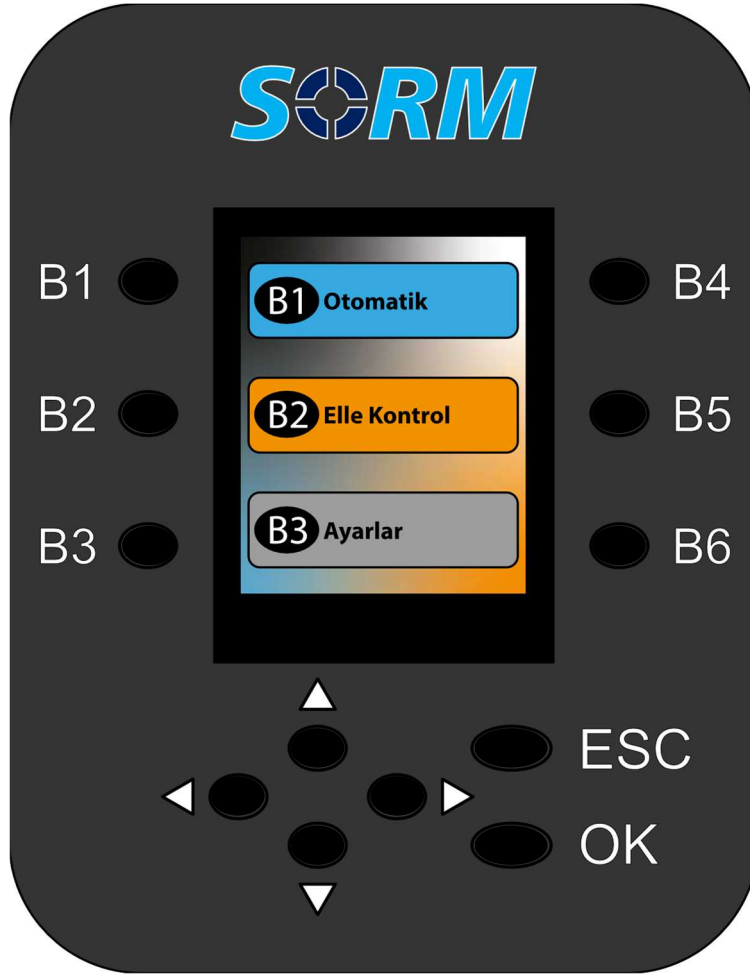 SORM
B1
B1 Otomatik
B4
B2
B2 Elle Kontrol
B5
B3
B3 Ayarlar
B6
ESC
OK